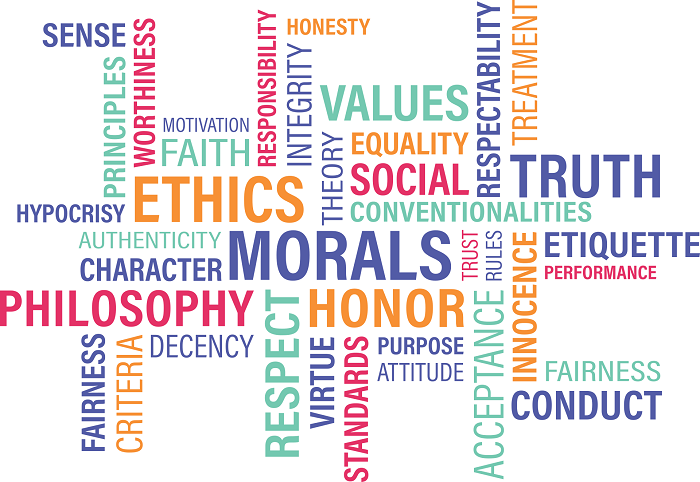 SENSE
PRINCIPLES
WORTHINESS
MOTIVATION
FAITH
RESPONSIBILITY
HONESTY
INTEGRITY
VALUES
THEORY
EQUALITY
SOCIAL
RESPECTABILITY
TREATMENT
TRUTH
HYPOCRISY
ETHICS
CONVENTIONALITIES
AUTHENTICITY
CHARACTER
MORALS
TRUST
RULES
INNOCENCE
ETIQUETTE
PERFORMANCE
PHILOSOPHY
RESPECT
HONOR
ACCEPTANCE
FAIRNESS
CRITERIA
DECENCY
VIRTUE
STANDARDS
PURPOSE
ATTITUDE
FAIRNESS
CONDUCT